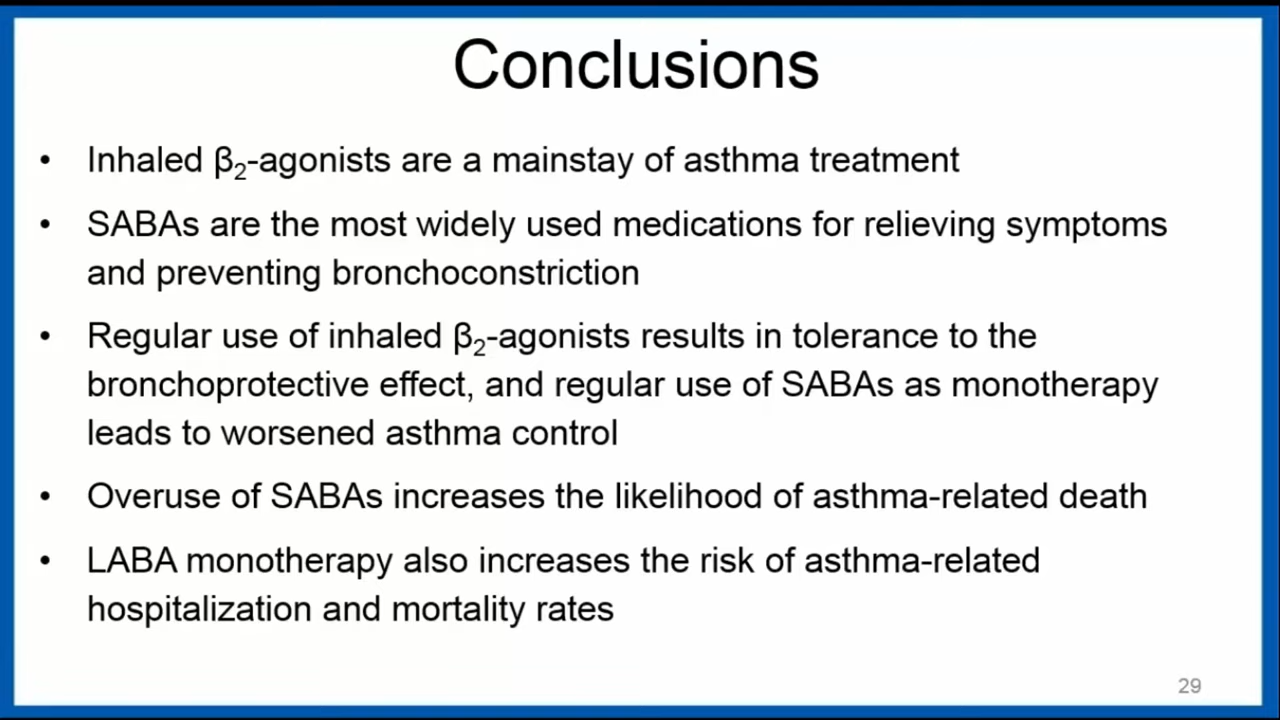 Conclusions
• Inhaled β₂-agonists are a mainstay of asthma treatment
• SABAs are the most widely used medications for relieving symptoms
and preventing bronchoconstriction
• Regular use of inhaled β₂-agonists results in tolerance to the
bronchoprotective effect, and regular use of SABAs as monotherapy
leads to worsened asthma control
• Overuse of SABAs increases the likelihood of asthma-related death
• LABA monotherapy also increases the risk of asthma-related
hospitalization and mortality rates
29